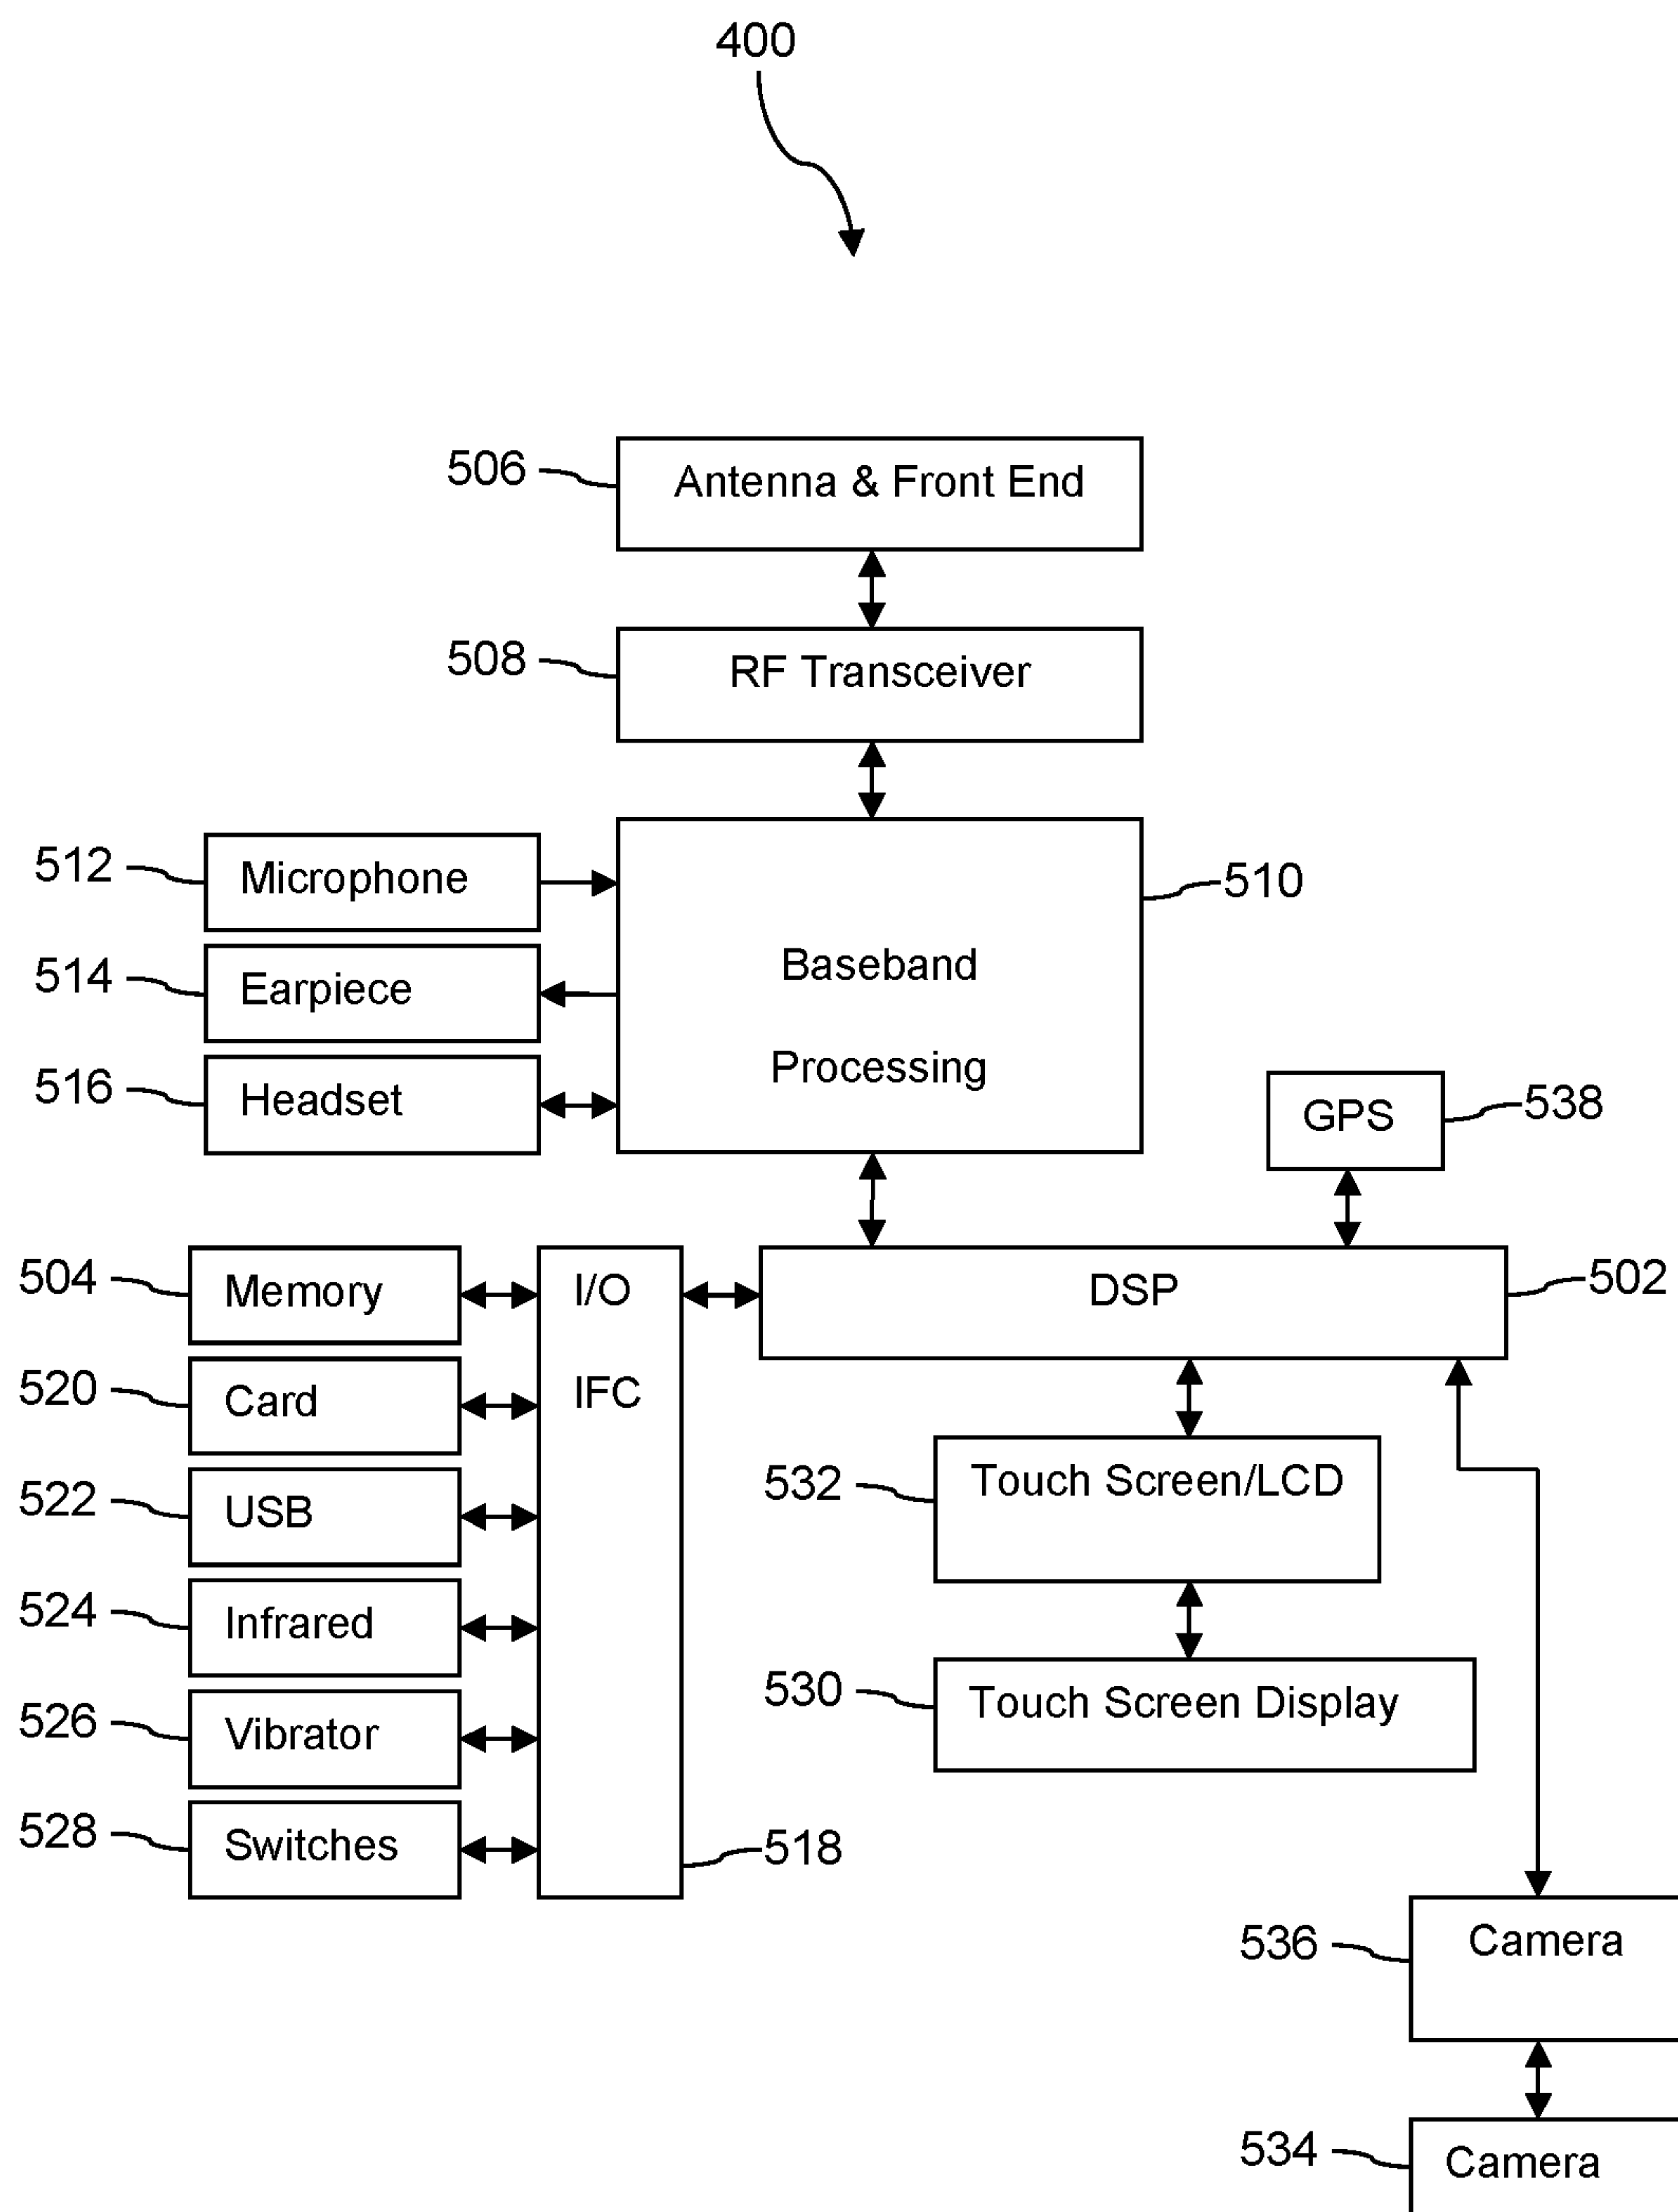 400
506
Antenna & Front End
508
RF Transceiver
512
Microphone
510
Baseband
Processing
514
Earpiece
516
Headset
GPS
538
504
Memory
I/O
IFC
DSP
502
520
Card
522
USB
532
Touch Screen/LCD
524
Infrared
530
Touch Screen Display
526
Vibrator
528
Switches
518
536
Camera
534
Camera